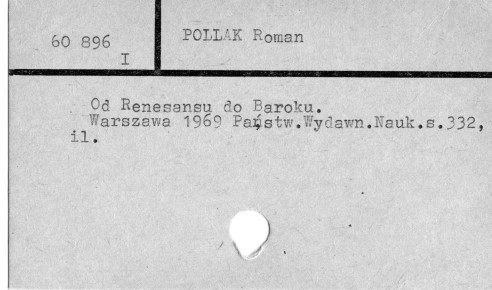 60 896
I
POLLAK Roman
Od Renesansu do Baroku.
Warszawa 1969 Państw.Wydawn.Nauk.s.332,
il.